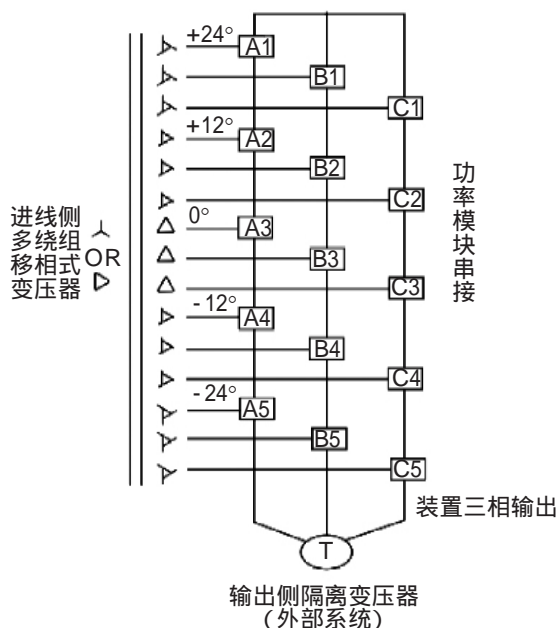 +24°
A1
B1
C1
+12°
A2
B2
C2
0°
A3
B3
C3
-12°
A4
B4
C4
-24°
A5
B5
C5
进线侧
多绕组
移相式
变压器
OR
功率模块串接
装置三相输出
T
输出侧隔离变压器
(外部系统)